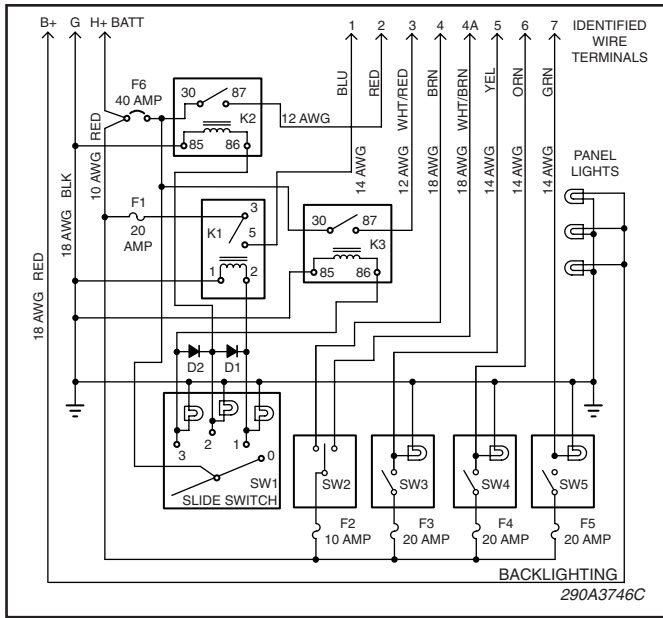 B+ G H+ BATT 1 2 3 4 4A 5 6 7
IDENTIFIED
WIRE
TERMINALS
BLU
RED
WHT/RED
BRN
WHT/BRN
YEL
ORN
GRN
F6
40 AMP
30 87
K2
85 86
12 AWG
14 AWG
12 AWG
18 AWG
18 AWG
14 AWG
14 AWG
14 AWG
PANEL
LIGHTS
10 AWG RED
18 AWG BLK
18 AWG RED
F1
20
AMP
K1
3
5
1 2
30 87
K3
85 86
D2 D1
3 2 1 0
SW1
SLIDE SWITCH
SW2
SW3
SW4
SW5
F2
10 AMP
F3
20 AMP
F4
20 AMP
F5
20 AMP
BACKLIGHTING
290A3746C